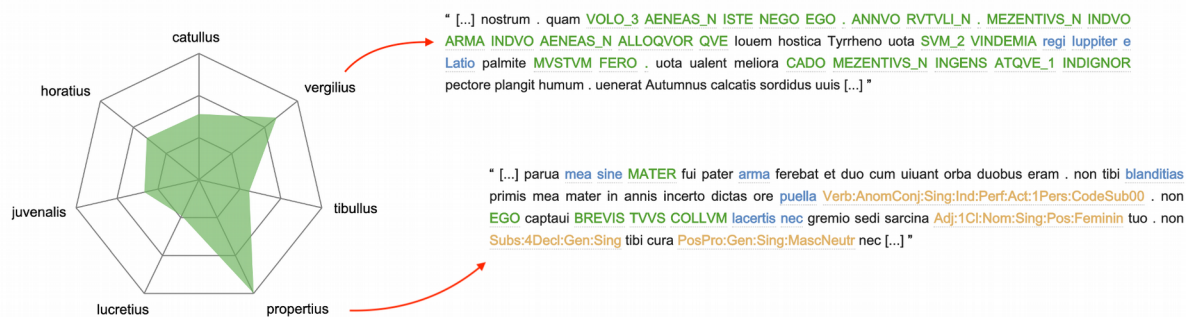 catullus
horatius
vergilius
juvenalis
tibullus
lucretius
propertius
“ [...] nostrum . quam VOLO_3 AENEAS_N ISTE NEGO EGO . ANNVO RVTVLI_N . MEZENTIVS_N INDVO
ARMA INDVO AENEAS_N ALLOQVOR QVE Iouem hostica Tyrrheno uota SVM_2 VINDEMIA regi Iuppiter e
Latio palmite MVSTVM FERO . uota ualent meliora CADO MEZENTIVS_N INGENS ATQVE_1 INDIGNOR
pectore plangit humum . uenerat Autumnus calcatis sordidus uuis [...] ”
“ [...] parua mea sine MATER fui pater arma ferebat et duo cum uiuant orba duobus eram . non tibi blanditias
primis mea mater in annis incerto dictas ore puella Verb:AnomConj:Sing:Ind:Perf:Act:1Pers:CodeSub00 . non
EGO captaui BREVIS TVVS COLLVM lacertis nec gremio sedi sarcina Adj:1Cl:Nom:Sing:Pos:Feminin tuo . non
Subs:4Decl:Gen:Sing tibi cura PosPro:Gen:Sing:MascNeutr nec [...] ”